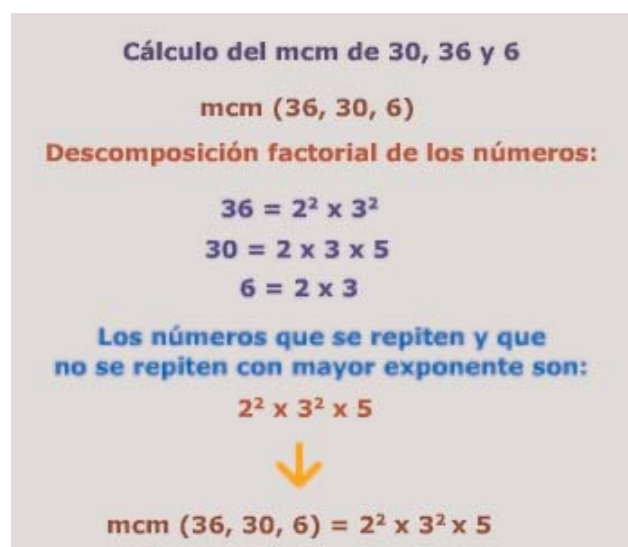 Cálculo del mcm de 30, 36 y 6
mcm (36, 30, 6)
Descomposición factorial de los números:
36 = 2² x 3²
30 = 2 x 3 x 5
6 = 2 x 3
Los números que se repiten y que
no se repiten con mayor exponente son:
2² x 3² x 5
mcm (36, 30, 6) = 2² x 3² x 5